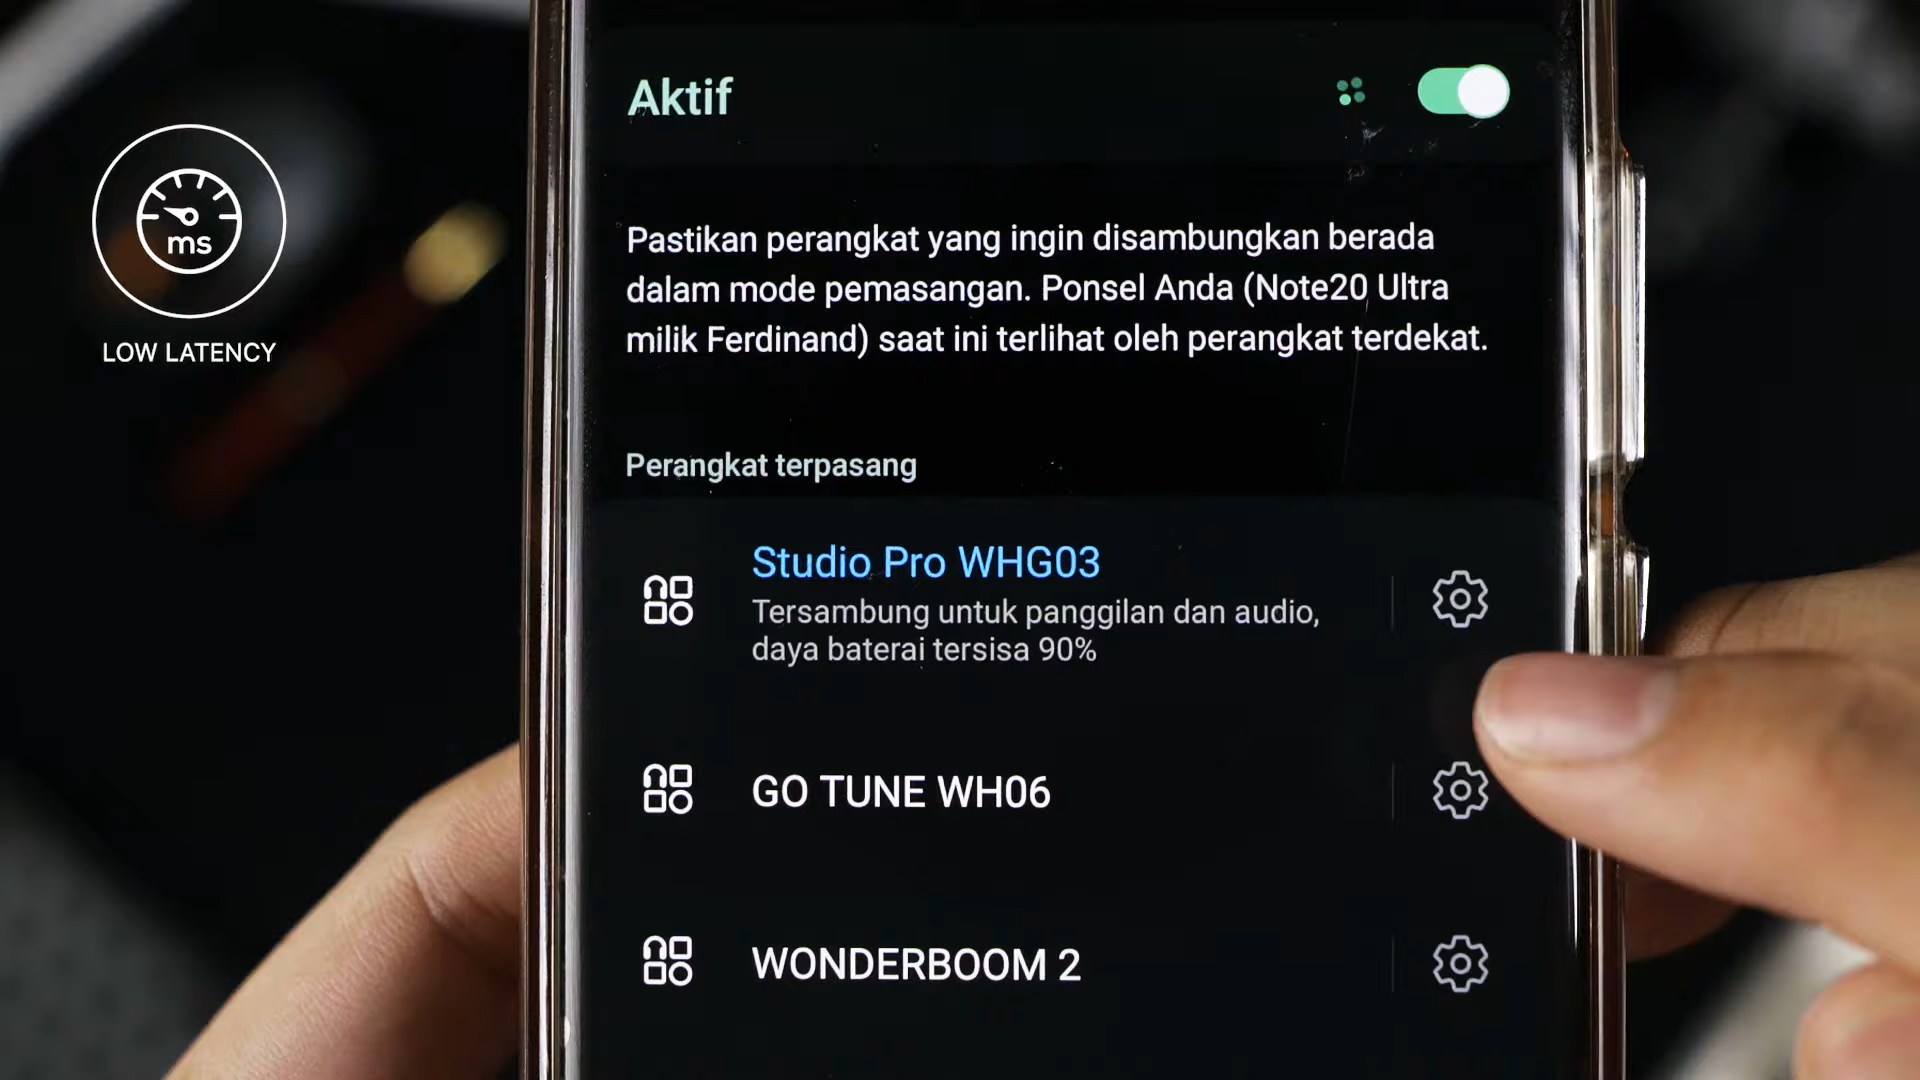 Aktif
ms
LOW LATENCY
Pastikan perangkat yang ingin disambungkan berada
dalam mode pemasangan. Ponsel Anda (Note20 Ultra
milik Ferdinand) saat ini terlihat oleh perangkat terdekat.
Perangkat terpasang
Studio Pro WHG03
Tersambung untuk panggilan dan audio,
daya baterai tersisa 90%
GO TUNE WH06
WONDERBOOM 2